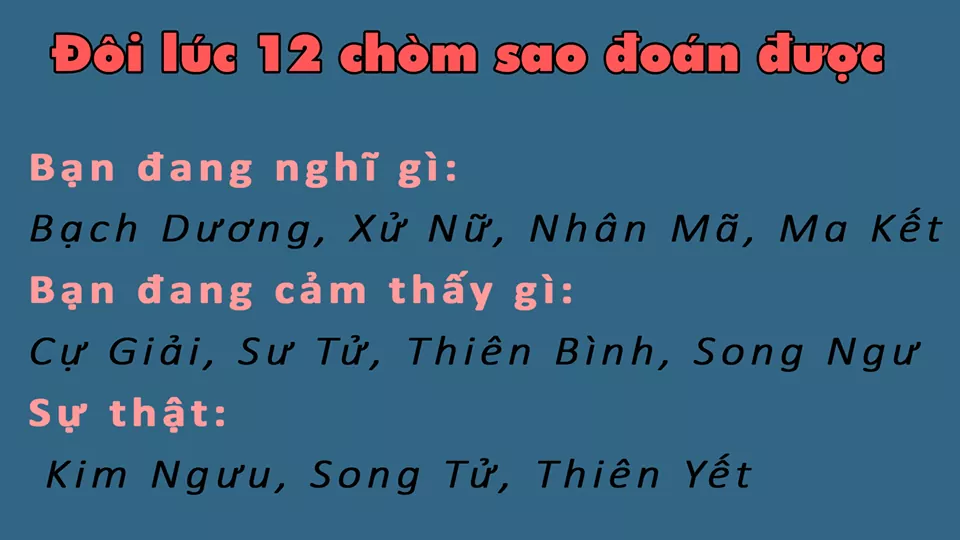 Đôi lúc 12 chòm sao đoán được
Bạn đang nghĩ gì:
Bạch Dương, Xử Nữ, Nhân Mã, Ma Kết
Bạn đang cảm thấy gì:
Cự Giải, Sư Tử, Thiên Bình, Song Ngư
Sự thật:
Kim Ngưu, Song Tử, Thiên Yết